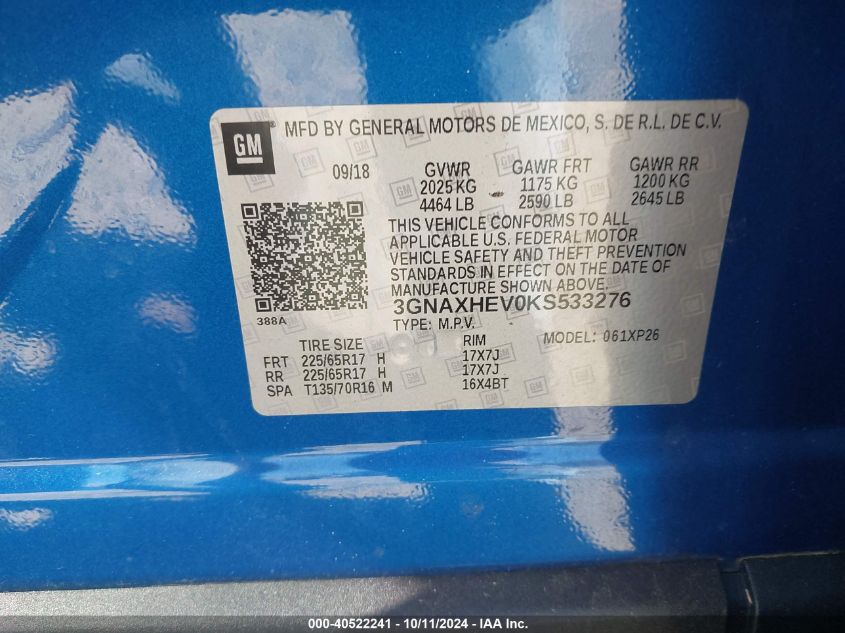 GM
MFD BY GENERAL MOTORS DE MEXICO, S. DE R.L. DE C.V.
09/18 GVWR GAWR FRT GAWR RR
2025 KG 1175 KG 1200 KG
4464 LB 2590 LB 2645 LB
THIS VEHICLE CONFORMS TO ALL
APPLICABLE U.S. FEDERAL MOTOR
VEHICLE SAFETY AND THEFT PREVENTION
STANDARDS IN EFFECT ON THE DATE OF
MANUFACTURE SHOWN ABOVE.
388A
3GNAXHEV0KS533276
TYPE: M.P.V. MODEL: 061XP26
TIRE SIZE RIM
FRT 225/65R17 H 17X7J
RR 225/65R17 H 17X7J
SPA T135/70R16 M 16X4BT
000-40522241 - 10/11/2024 - IAA Inc.